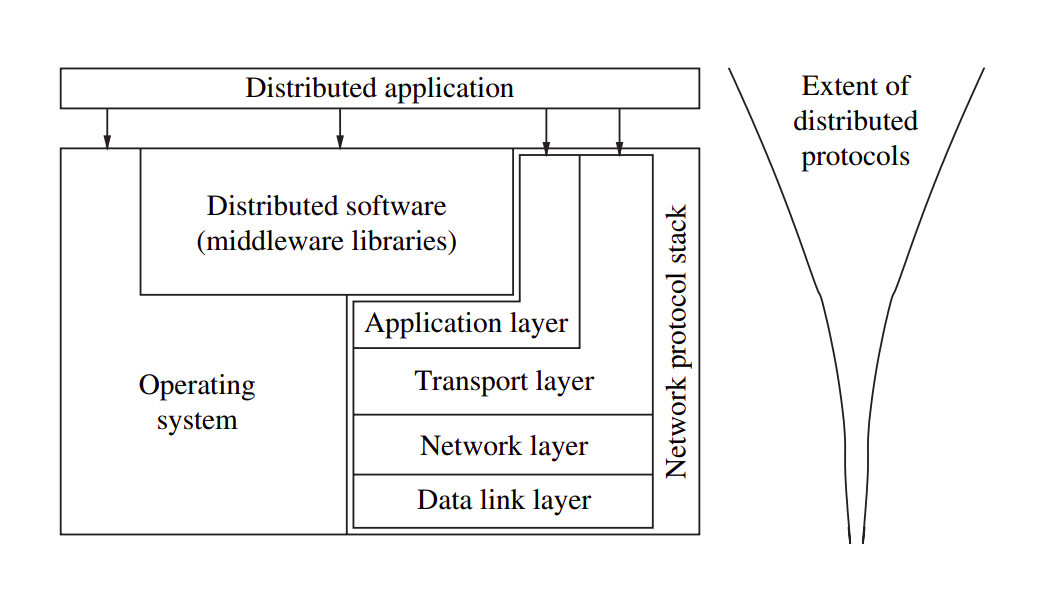 Distributed application
Extent of
distributed
protocols
Distributed software
(middleware libraries)
Network protocol stack
Application layer
Operating
system
Transport layer
Network layer
Data link layer